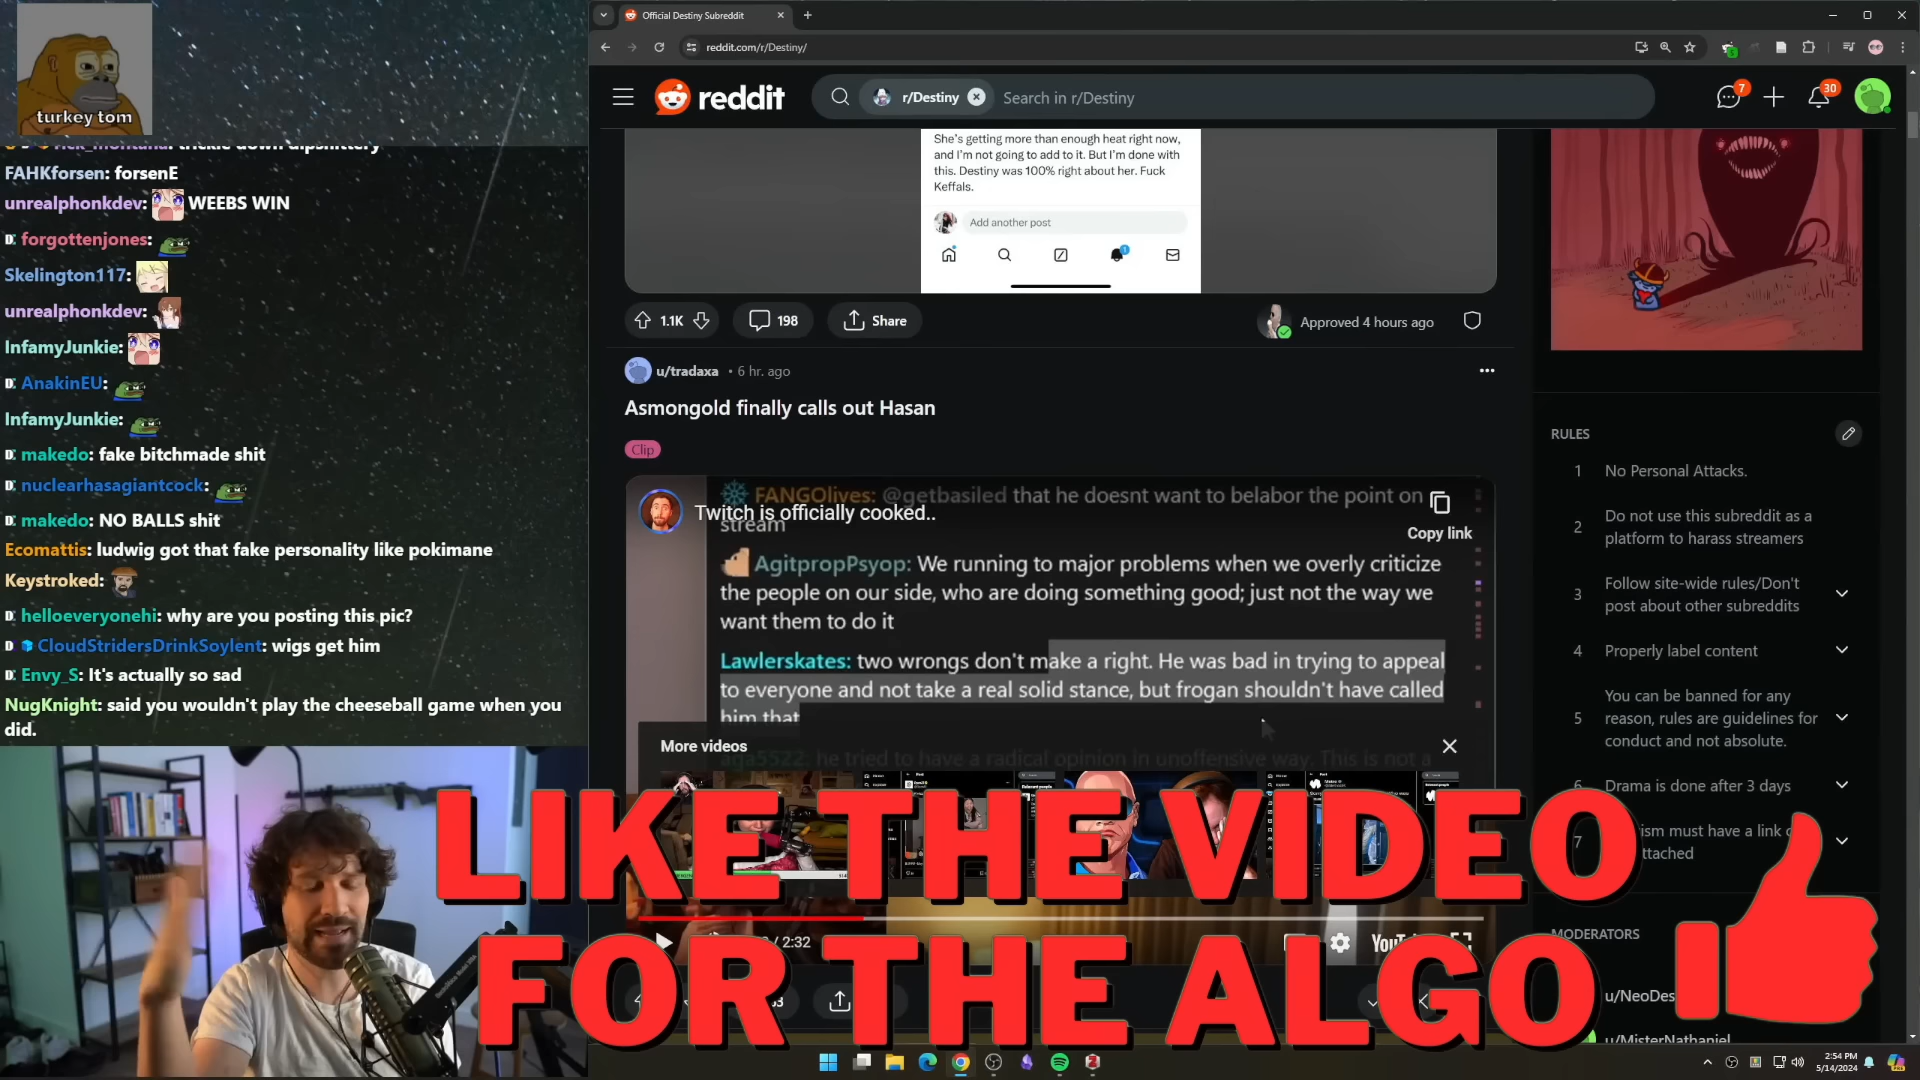 turkey tom
FAHKforsen: forsenE
unrealphonkdev: WEEBS WIN
forgottenjones:
Skelington117:
unrealphonkdev:
InfamyJunkie:
AnakinEU:
InfamyJunkie:
makedo: fake bitchmade shit
nuclearhasagiantcock:
makedo: NO BALLS shit
Ecomattis: ludwig got that fake personality like pokimane
Keystroked:
helloeveryonehi: why are you posting this pic?
CloudStridersDrinkSoylent: wigs get him
Envy_S: It's actually so sad
NugKnight: said you wouldn't play the cheeseball game when you
did.
Official Destiny Subreddit
reddit.com/r/Destiny/
reddit
r/Destiny
Search in r/Destiny
7
30
She's getting more than enough heat right now,
and I'm not going to add to it. But I'm done with
this. Destiny was 100% right about her. Fuck
Keffals.
Add another post
1
1.1K
198
Share
Approved 4 hours ago
u/tradaxa • 6 hr. ago
Asmongold finally calls out Hasan
Clip
FANGOlives: @getbasiled that he doesnt want to belabor the point on
stream
Twitch is officially cooked..
Copy link
AgitpropPsyop: We running to major problems when we overly criticize
the people on our side, who are doing something good; just not the way we
want them to do it
Lawlerskates: two wrongs don't make a right. He was bad in trying to appeal
to everyone and not take a real solid stance, but frogan shouldn't have called
him that
More videos
aga5522: he tried to have a radical opinion in unoffensive way. This is not a
/ 2:32
RULES
1 No Personal Attacks.
2 Do not use this subreddit as a
platform to harass streamers
3 Follow site-wide rules/Don't
post about other subreddits
4 Properly label content
5 You can be banned for any
reason, rules are guidelines for
conduct and not absolute.
6 Drama is done after 3 days
7 must have a link
attached
MODERATORS
u/NeoDes
u/MisterNathaniel
LIKE THE VIDEO
FOR THE ALGO
2:54 PM
5/14/2024